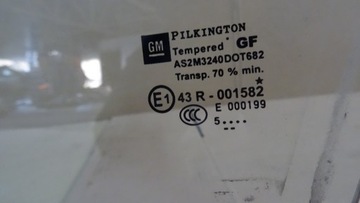 PILKINGTON
GM
Tempered GF
AS2M3240DOT682
Transp. 70 % min.
E1 43 R - 001582
CCC E 000199
5....
--